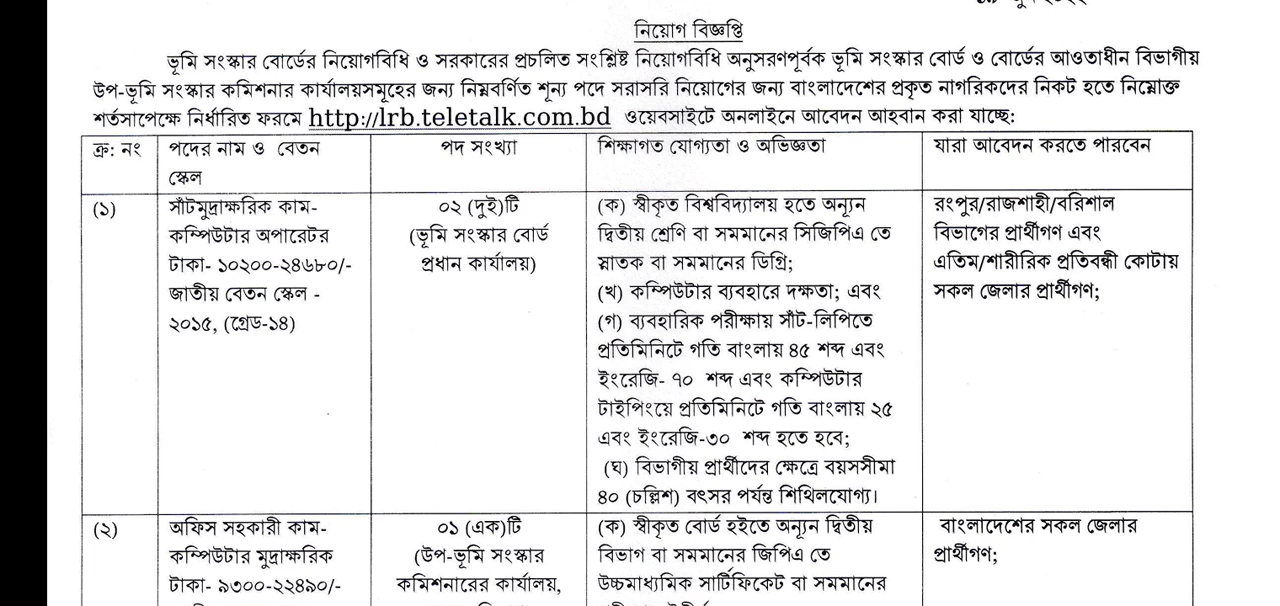 নিয়োগ বিজ্ঞপ্তি
ভূমি সংস্কার বোর্ডের নিয়োগবিধি ও সরকারের প্রচলিত সংশ্লিষ্ট নিয়োগবিধি অনুসরণপূর্বক ভূমি সংস্কার বোর্ড ও বোর্ডের আওতাধীন বিভাগীয়
উপ-ভূমি সংস্কার কমিশনার কার্যালয়সমূহের জন্য নিম্নবর্ণিত শূন্য পদে সরাসরি নিয়োগের জন্য বাংলাদেশের প্রকৃত নাগরিকদের নিকট হতে নিম্নোক্ত
শর্তসাপেক্ষে নির্ধারিত ফরমে http://lrb.teletalk.com.bd ওয়েবসাইটে অনলাইনে আবেদন আহবান করা যাচ্ছে:
ক্র: নং
পদের নাম ও বেতন
স্কেল
পদ সংখ্যা
শিক্ষাগত যোগ্যতা ও অভিজ্ঞতা
যারা আবেদন করতে পারবেন
(১)
সাঁটমুদ্রাক্ষরিক কাম-
কম্পিউটার অপারেটর
টাকা- ১০২০০-২৪৬৮০/-
জাতীয় বেতন স্কেল -
২০১৫, (গ্রেড-১৪)
০২ (দুই)টি
(ভূমি সংস্কার বোর্ড
প্রধান কার্যালয়)
(ক) স্বীকৃত বিশ্ববিদ্যালয় হতে অন্যূন
দ্বিতীয় শ্রেণি বা সমমানের সিজিপিএ তে
স্নাতক বা সমমানের ডিগ্রি;
(খ) কম্পিউটার ব্যবহারে দক্ষতা; এবং
(গ) ব্যবহারিক পরীক্ষায় সাঁট-লিপিতে
প্রতিমিনিটে গতি বাংলায় ৪৫ শব্দ এবং
ইংরেজি- ৭০ শব্দ এবং কম্পিউটার
টাইপিংয়ে প্রতিমিনিটে গতি বাংলায় ২৫
এবং ইংরেজি-৩০ শব্দ হতে হবে;
(ঘ) বিভাগীয় প্রার্থীদের ক্ষেত্রে বয়সসীমা
৪০ (চল্লিশ) বৎসর পর্যন্ত শিথিলযোগ্য।
রংপুর/রাজশাহী/বরিশাল
বিভাগের প্রার্থীগণ এবং
এতিম/শারীরিক প্রতিবন্ধী কোটায়
সকল জেলার প্রার্থীগণ;
(২)
অফিস সহকারী কাম-
কম্পিউটার মুদ্রাক্ষরিক
টাকা- ৯৩০০-২২৪৯০/-
০১ (এক)টি
(উপ-ভূমি সংস্কার
কমিশনারের কার্যালয়,
(ক) স্বীকৃত বোর্ড হইতে অন্যূন দ্বিতীয়
বিভাগ বা সমমানের জিপিএ তে
উচ্চমাধ্যমিক সার্টিফিকেট বা সমমানের
বাংলাদেশের সকল জেলার
প্রার্থীগণ;